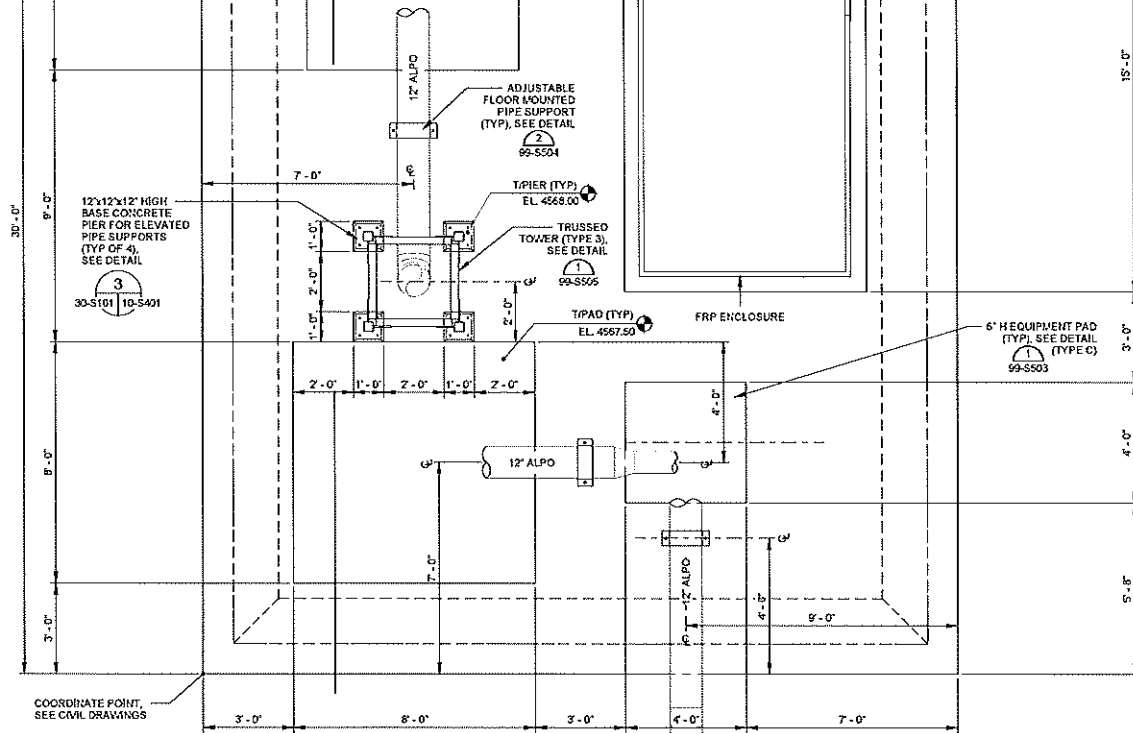 12" ALPO
ADJUSTABLE
FLOOR MOUNTED
PIPE SUPPORT
(TYP), SEE DETAIL
2
99-S504
15' - 0"
30' - 0"
9' - 0"
7' - 0"
℄
12"x12"x12" HIGH
BASE CONCRETE
PIER FOR ELEVATED
PIPE SUPPORTS
(TYP OF 4),
SEE DETAIL
3
30-S101 10-S401
T/PIER (TYP)
EL. 4568.00
TRUSSED
TOWER (TYPE 3),
SEE DETAIL
1
99-S505
1' - 0"
2' - 0"
1' - 0"
℄
2' - 0"
T/PAD (TYP)
EL. 4567.50
FRP ENCLOSURE
6" H EQUIPMENT PAD
(TYP), SEE DETAIL
1 (TYPE C)
99-S503
3' - 0"
2' - 0" 1' - 0" 2' - 0" 1' - 0" 2' - 0"
4' - 0"
4' - 0"
8' - 0"
℄ 12" ALPO ℄
7' - 0"
℄
12" ALPO
4' - 6"
℄
9' - 0"
5' - 8"
3' - 0"
COORDINATE POINT,
SEE CIVIL DRAWINGS
3' - 0" 8' - 0" 3' - 0" 4' - 0" 7' - 0"